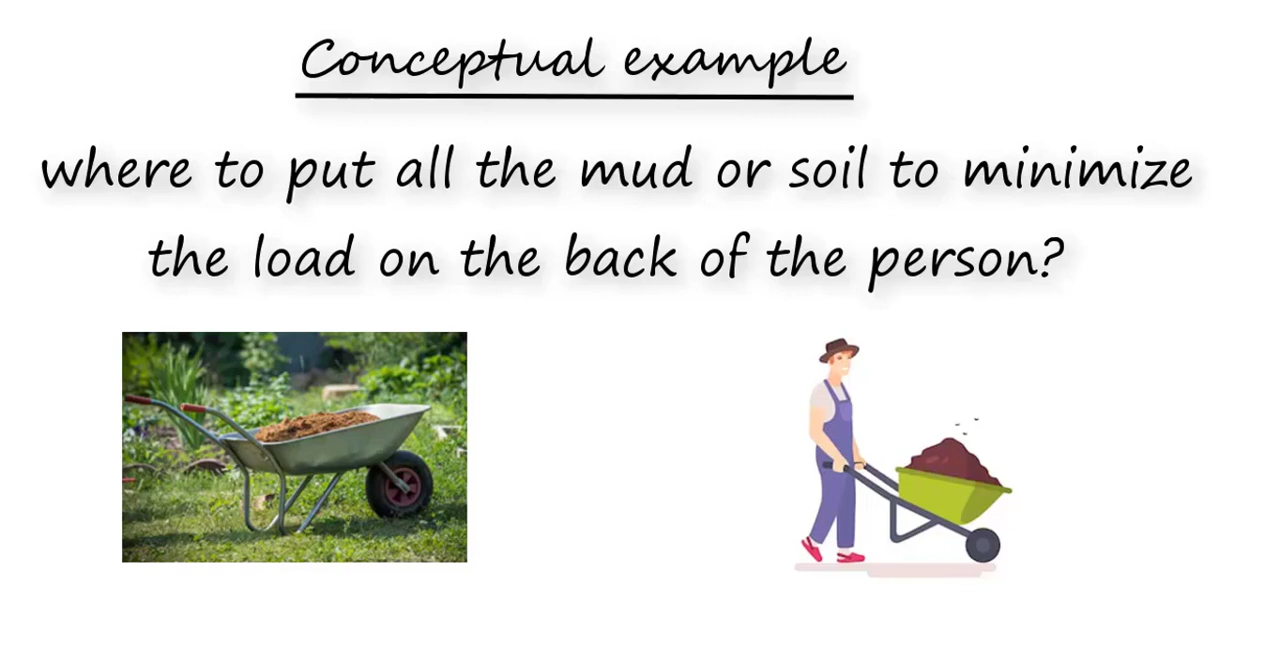 Conceptual example
where to put all the mud or soil to minimize
the load on the back of the person?